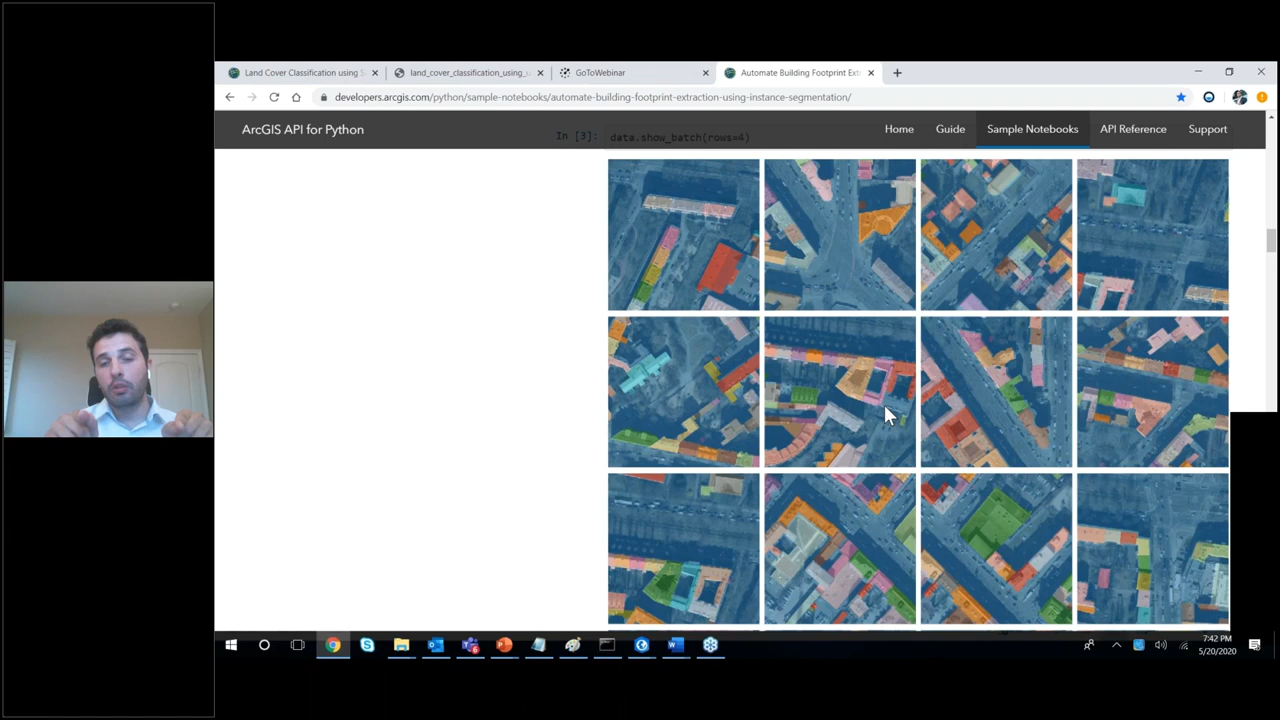 Land Cover Classification using S
land_cover_classification_using_u
GoToWebinar
Automate Building Footprint Ext
developers.arcgis.com/python/sample-notebooks/automate-building-footprint-extraction-using-instance-segmentation/
ArcGIS API for Python
Home
Guide
Sample Notebooks
API Reference
Support
In [3]:
data.show_batch(rows=4)
7:42 PM
5/20/2020